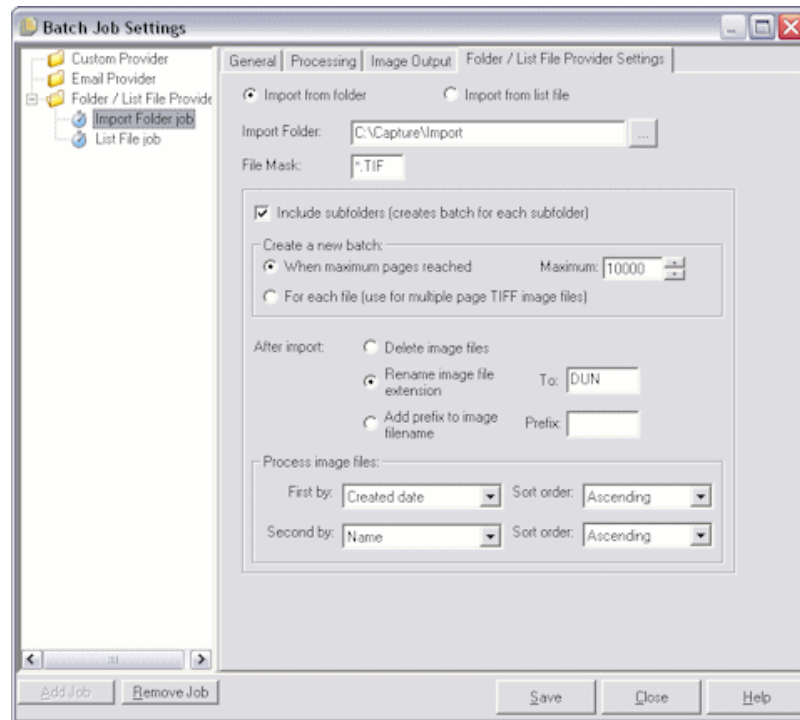 Batch Job Settings
Custom Provider
Email Provider
Folder / List File Provide
Import Folder job
List File job
General
Processing
Image Output
Folder / List File Provider Settings
Import from folder
Import from list file
Import Folder: C:\Capture\Import ...
File Mask: *.TIF
Include subfolders (creates batch for each subfolder)
Create a new batch:
When maximum pages reached Maximum: 10000
For each file (use for multiple page TIFF image files)
After import: Delete image files
Rename image file
extension
To: DUN
Add prefix to image
filename
Prefix:
Process image files:
First by: Created date Sort order: Ascending
Second by: Name Sort order: Ascending
Add Job
Remove Job
Save
Close
Help